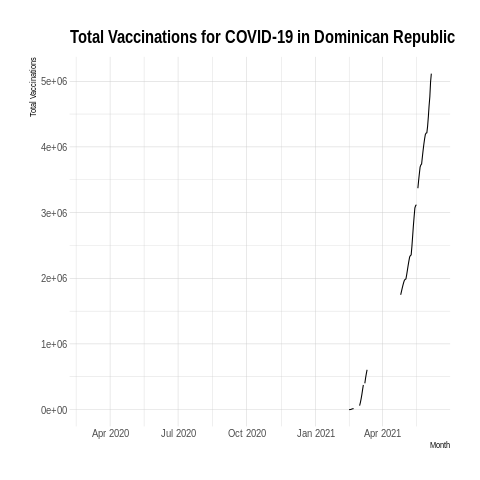 Total Vaccinations for COVID-19 in Dominican Republic
Total Vaccinations
5e+06
4e+06
3e+06
2e+06
1e+06
0e+00
Apr 2020 Jul 2020 Oct 2020 Jan 2021 Apr 2021
Month